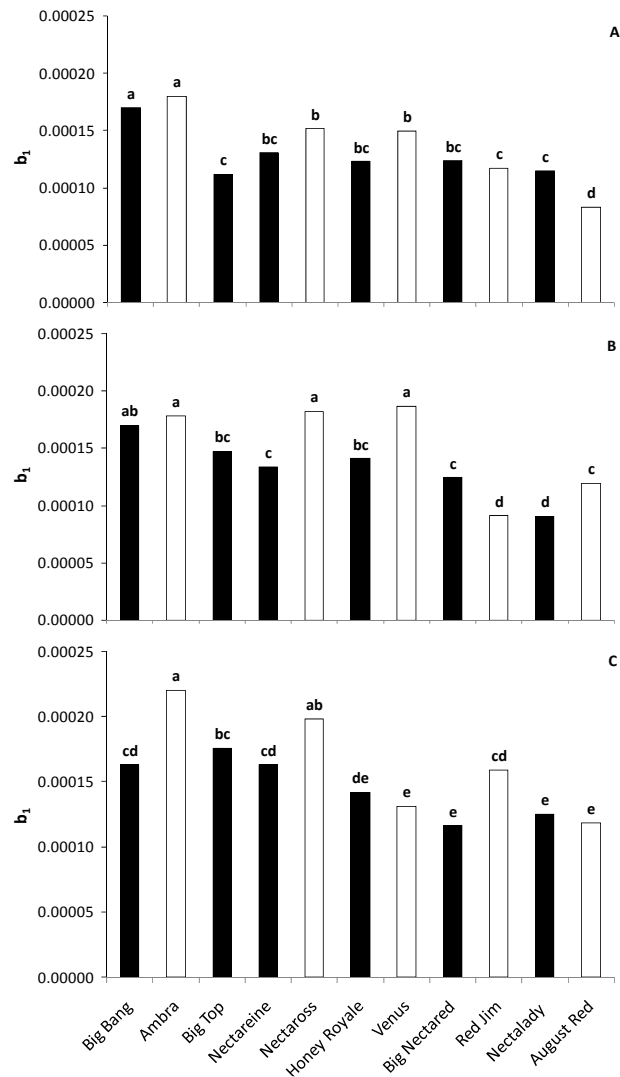 A
0.00025
0.00020
0.00015
0.00010
0.00005
0.00000
b1
a a c bc b bc b bc c c d
B
0.00025
0.00020
0.00015
0.00010
0.00005
0.00000
b1
ab a bc c a bc a c d d c
C
0.00025
0.00020
0.00015
0.00010
0.00005
0.00000
b1
cd a bc cd ab de e e cd e e
Big Bang
Ambra
Big Top
Nectareine
Nectaross
Honey Royale
Venus
Big Nectared
Red Jim
Nectalady
August Red